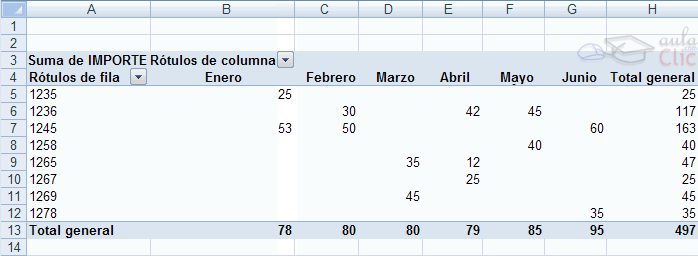 A B C D E F G H
1
2
3 Suma de IMPORTE Rótulos de columna
4 Rótulos de fila Enero Febrero Marzo Abril Mayo Junio Total general
5 1235 25 25
6 1236 30 42 45 117
7 1245 53 50 60 163
8 1258 40 40
9 1265 35 12 47
10 1267 25 25
11 1269 45 45
12 1278 35 35
13 Total general 78 80 80 79 85 95 497
14
aula
Clic